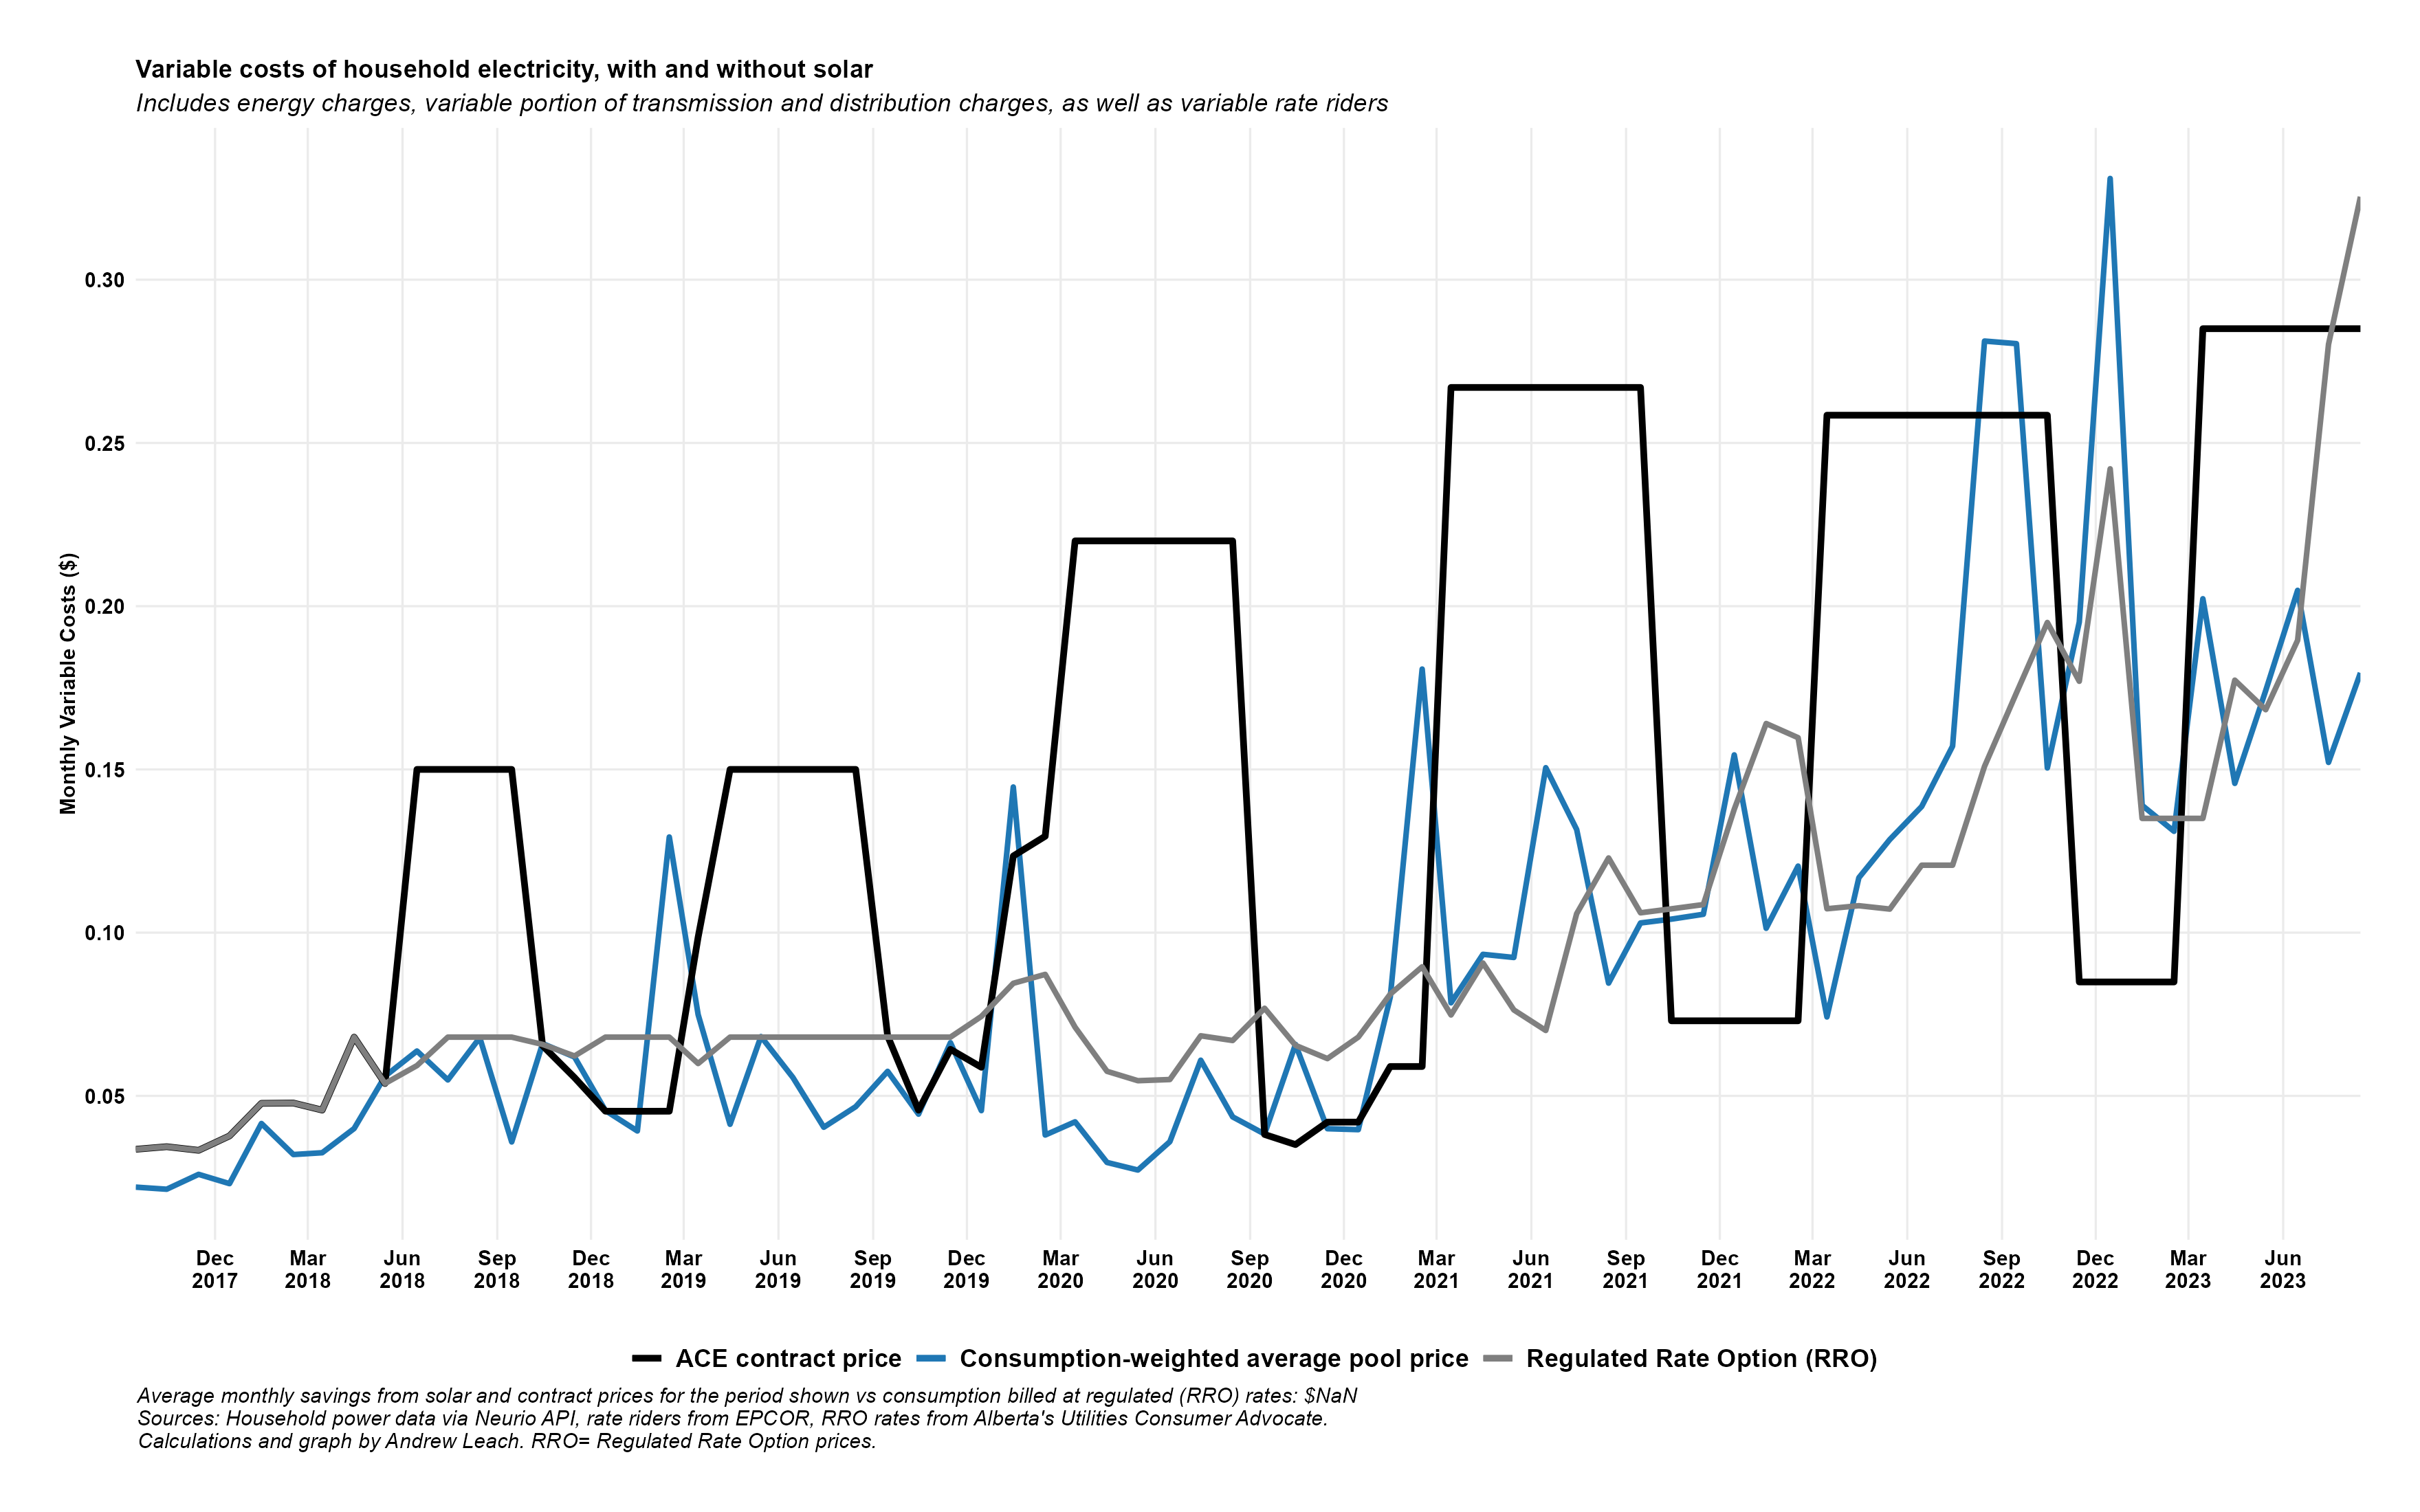 Variable costs of household electricity, with and without solar
Includes energy charges, variable portion of transmission and distribution charges, as well as variable rate riders
Monthly Variable Costs ($)
0.30
0.25
0.20
0.15
0.10
0.05
Dec Mar Jun Sep Dec Mar Jun Sep Dec Mar Jun Sep Dec Mar Jun Sep Dec Mar Jun Sep Dec Mar Jun
2017 2018 2018 2018 2018 2019 2019 2019 2019 2020 2020 2020 2020 2021 2021 2021 2021 2022 2022 2022 2022 2023 2023
ACE contract price Consumption-weighted average pool price Regulated Rate Option (RRO)
Average monthly savings from solar and contract prices for the period shown vs consumption billed at regulated (RRO) rates: $NaN
Sources: Household power data via Neurio API, rate riders from EPCOR, RRO rates from Alberta's Utilities Consumer Advocate.
Calculations and graph by Andrew Leach. RRO= Regulated Rate Option prices.